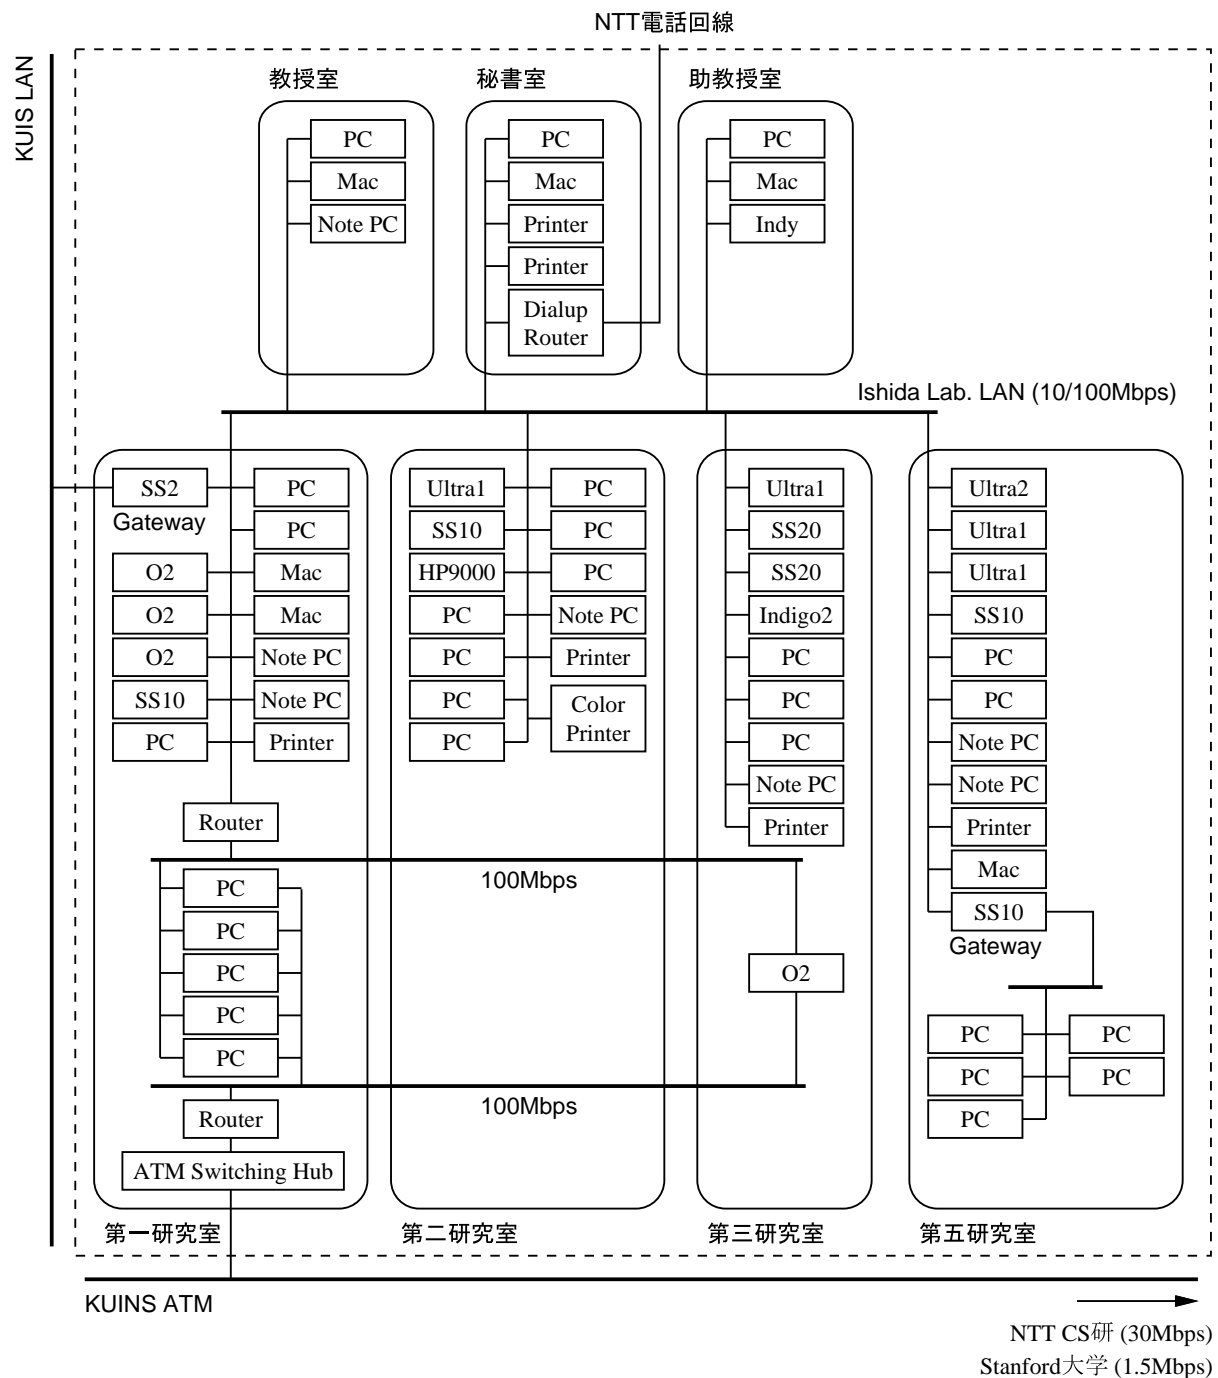 NTT電話回線
KUIS LAN
教授室
秘書室
助教授室
PC
Mac
Note PC
PC
Mac
Printer
Printer
Dialup
Router
PC
Mac
Indy
Ishida Lab. LAN (10/100Mbps)
SS2
Gateway
O2
O2
O2
SS10
PC
PC
PC
Mac
Mac
Note PC
Note PC
Printer
Router
100Mbps
PC
PC
PC
PC
PC
100Mbps
Router
ATM Switching Hub
第一研究室
Ultra1
SS10
HP9000
PC
PC
PC
PC
PC
PC
PC
Note PC
Printer
Color
Printer
第二研究室
Ultra1
SS20
SS20
Indigo2
PC
PC
PC
Note PC
Printer
O2
第三研究室
Ultra2
Ultra1
Ultra1
SS10
PC
PC
Note PC
Note PC
Printer
Mac
SS10
Gateway
PC
PC
PC
PC
PC
第五研究室
KUINS ATM
NTT CS研 (30Mbps)
Stanford大学 (1.5Mbps)